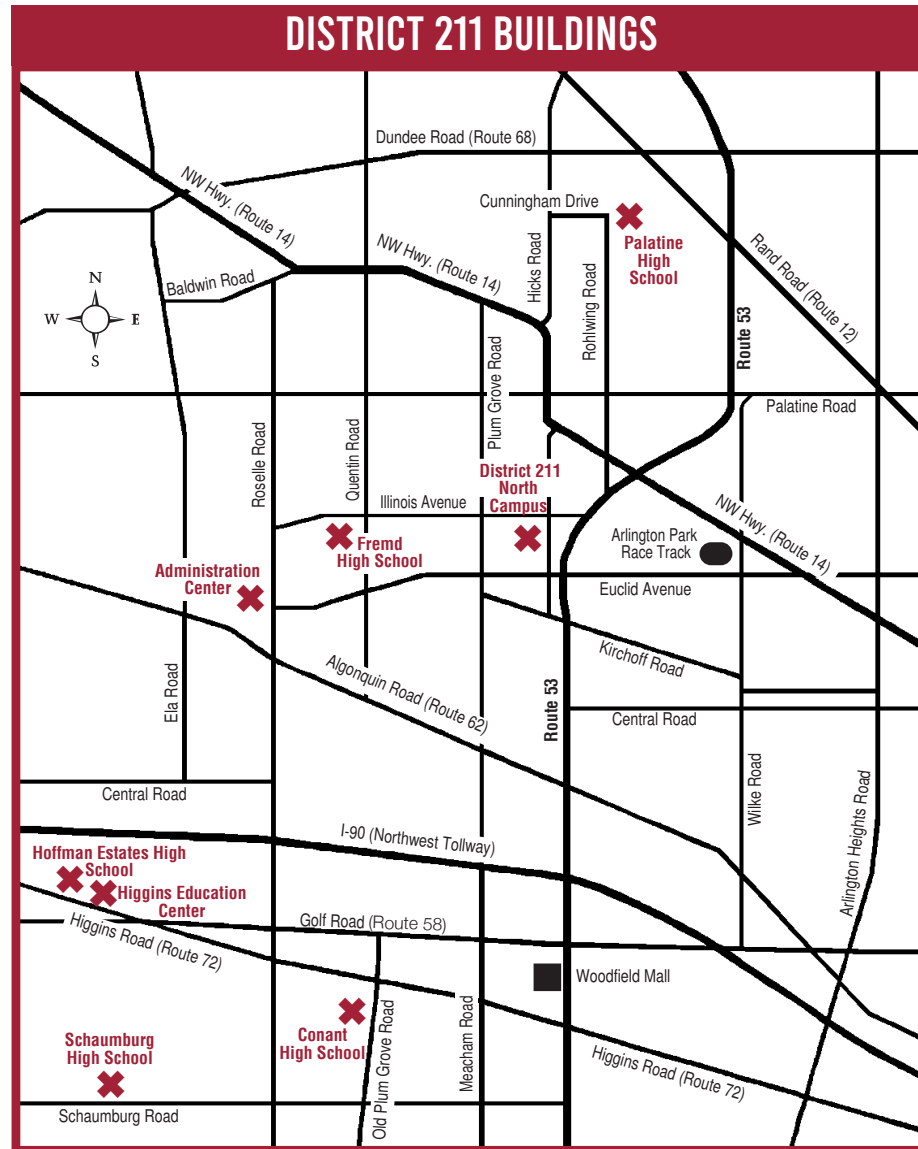 DISTRICT 211 BUILDINGS
Dundee Road (Route 68)
NW Hwy. (Route 14)
Cunningham Drive
Palatine
High
School
Hicks Road
Rohlwing Road
Rand Road (Route 12)
NW Hwy. (Route 14)
Baldwin Road
N
W
E
S
Route 53
Plum Grove Road
Palatine Road
Roselle Road
Quentin Road
District 211
North
Campus
Illinois Avenue
Fremd
High School
Arlington Park
Race Track
NW Hwy. (Route 14)
Administration
Center
Euclid Avenue
Kirchoff Road
Ela Road
Algonquin Road (Route 62)
Route 53
Central Road
Wilke Road
Arlington Heights Road
Central Road
I-90 (Northwest Tollway)
Hoffman Estates High
School
Higgins Education
Center
Golf Road (Route 58)
Higgins Road (Route 72)
Woodfield Mall
Conant
High School
Old Plum Grove Road
Meacham Road
Schaumburg
High School
Higgins Road (Route 72)
Schaumburg Road